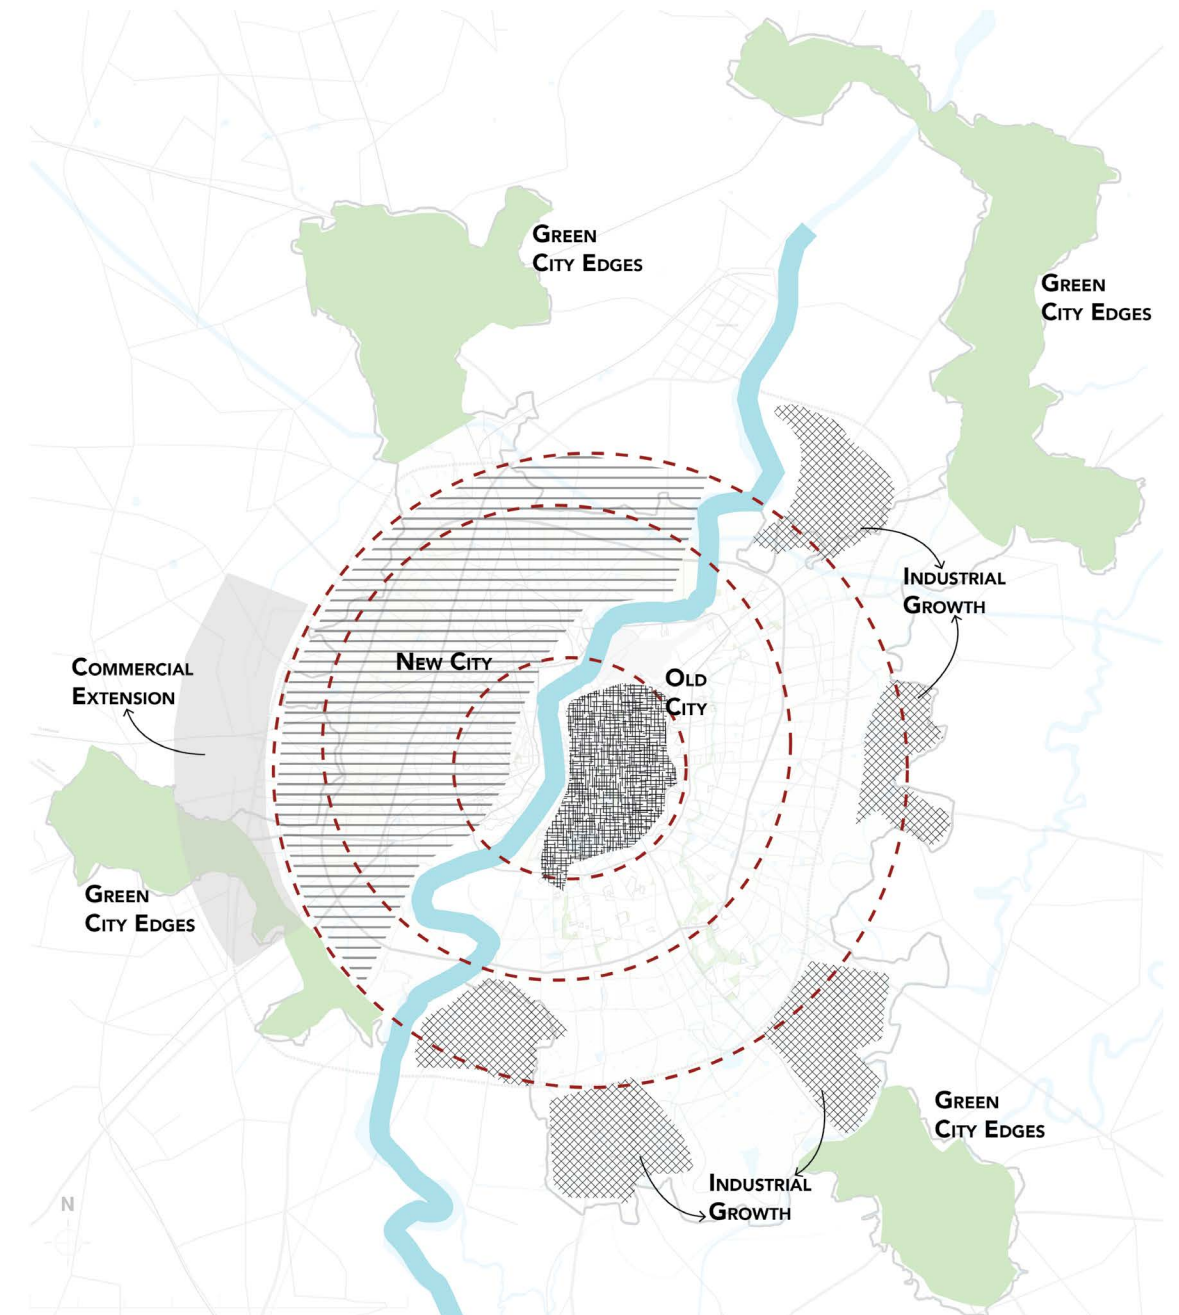 Green
City Edges
Green
City Edges
Industrial
Growth
New City
Old
City
Commercial
Extension
Green
City Edges
Green
City Edges
Industrial
Growth
N